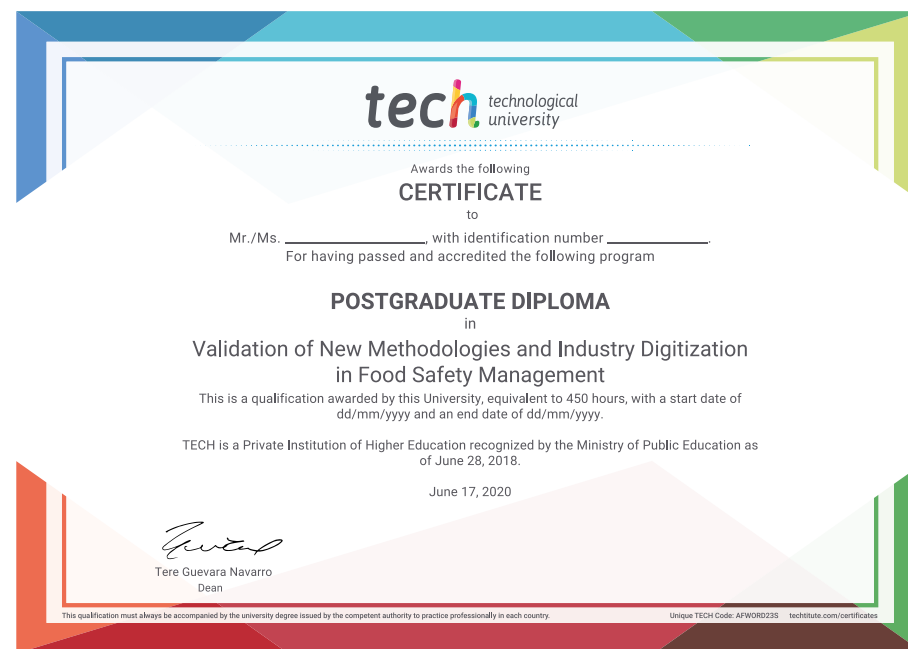 tech technological
university
Awards the following
CERTIFICATE
to
Mr./Ms. ____________________, with identification number ______________.
For having passed and accredited the following program
POSTGRADUATE DIPLOMA
in
Validation of New Methodologies and Industry Digitization
in Food Safety Management
This is a qualification awarded by this University, equivalent to 450 hours, with a start date of
dd/mm/yyyy and an end date of dd/mm/yyyy.
TECH is a Private Institution of Higher Education recognized by the Ministry of Public Education as
of June 28, 2018.
June 17, 2020
Tere Guevara Navarro
Dean
This qualification must always be accompanied by the university degree issued by the competent authority to practice professionally in each country.
Unique TECH Code: AFWORD23S techtitute.com/certificates